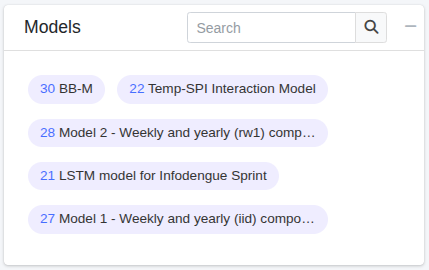 Models
Search
30 BB-M
22 Temp-SPI Interaction Model
28 Model 2 - Weekly and yearly (rw1) comp...
21 LSTM model for Infodengue Sprint
27 Model 1 - Weekly and yearly (iid) compo...